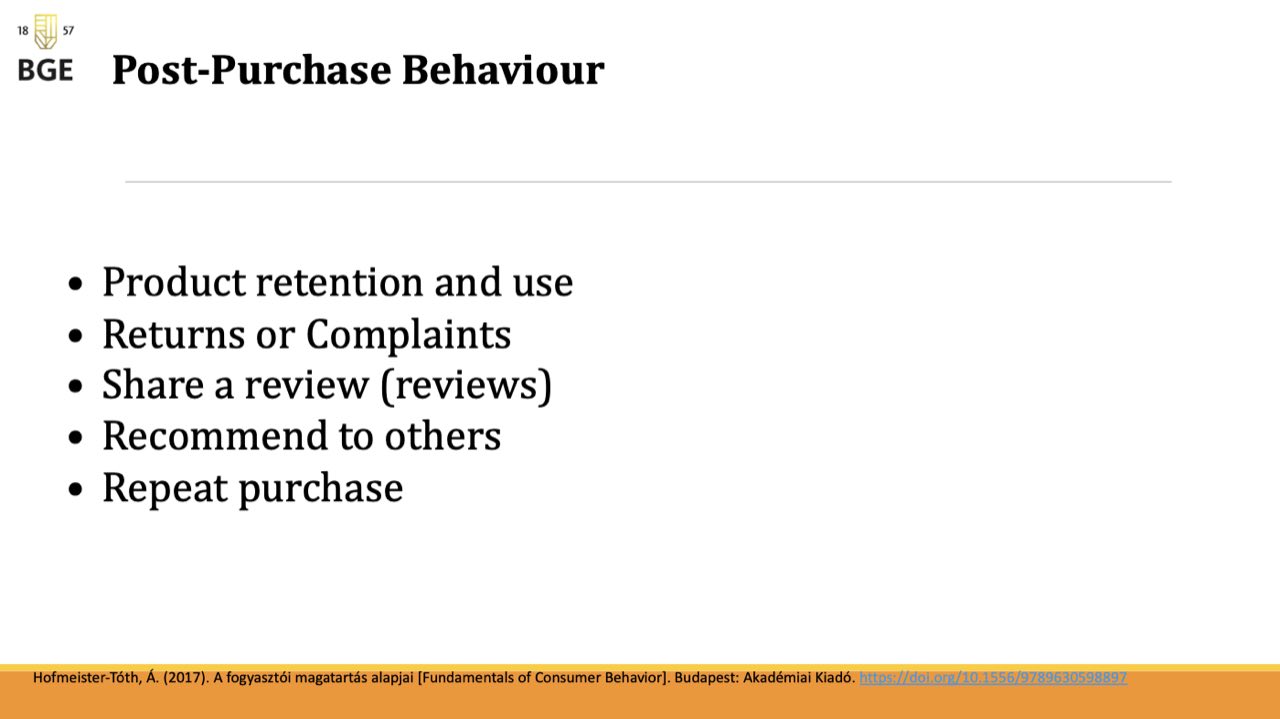 18 57
BGE
Post-Purchase Behaviour
• Product retention and use
• Returns or Complaints
• Share a review (reviews)
• Recommend to others
• Repeat purchase
Hofmeister-Tóth, Á. (2017). A fogyasztói magatartás alapjai [Fundamentals of Consumer Behavior]. Budapest: Akadémiai Kiadó. https://doi.org/10.1556/9789630598897